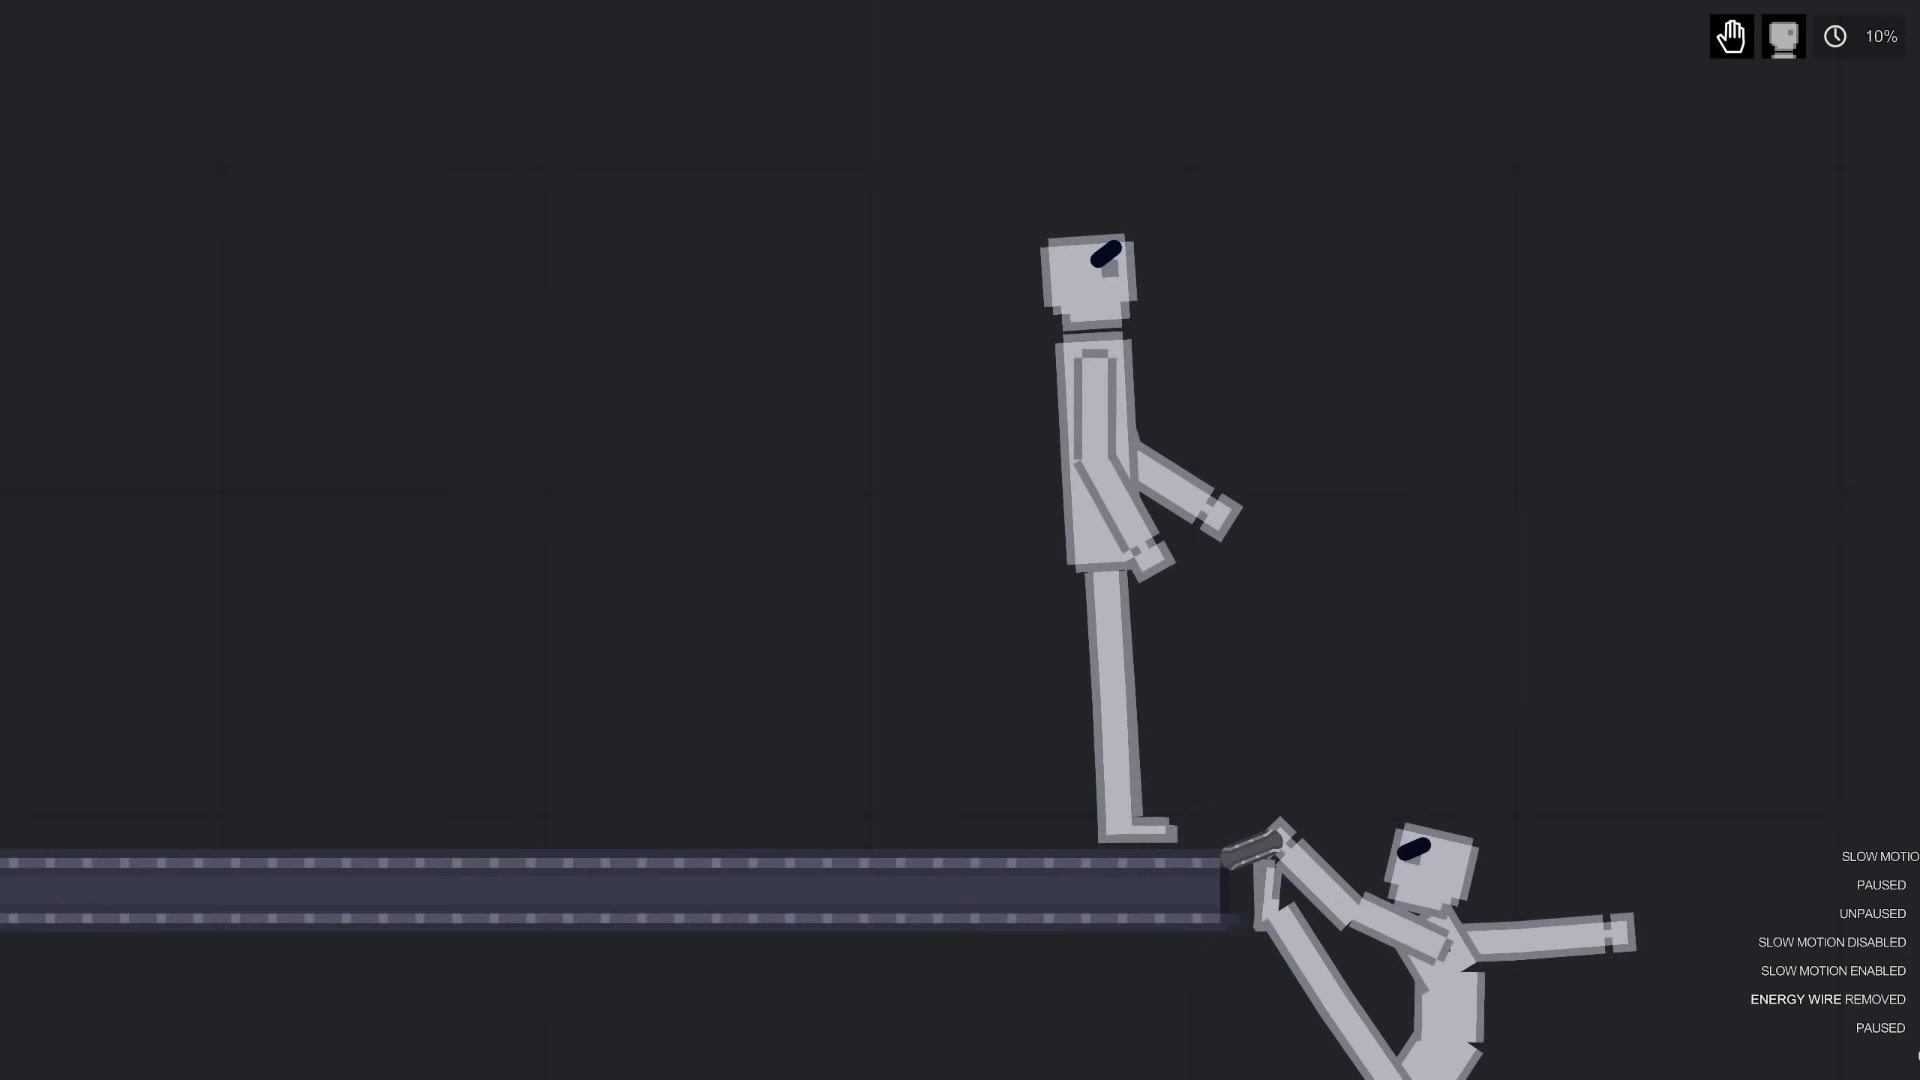 10%
SLOW MOTIO
PAUSED
UNPAUSED
SLOW MOTION DISABLED
SLOW MOTION ENABLED
ENERGY WIRE REMOVED
PAUSED